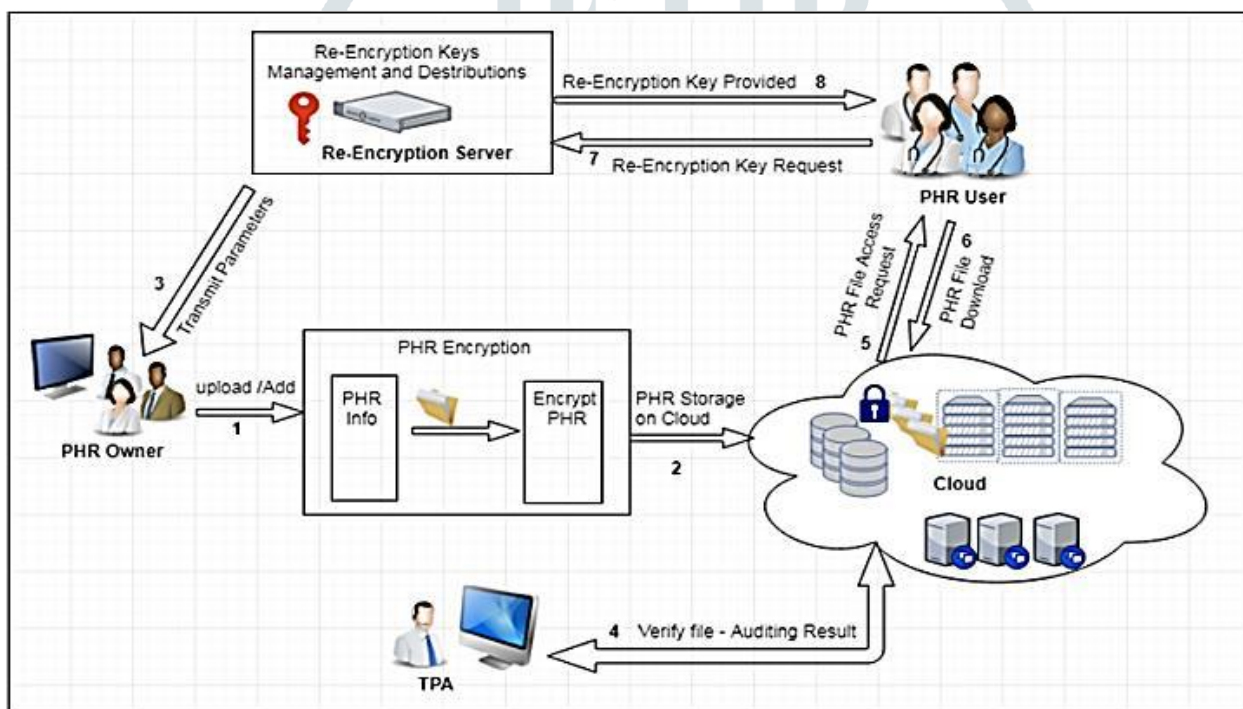 Re-Encryption Keys
Management and Destributions
Re-Encryption Server
Re-Encryption Key Provided 8
7
Re-Encryption Key Request
PHR User
3
Transmit Parameters
5
PHR File Access
Request
6
PHR File
Download
PHR Owner
upload /Add
1
PHR Encryption
PHR
Info
Encrypt
PHR
PHR Storage
on Cloud
2
Cloud
4 Verify file - Auditing Result
TPA